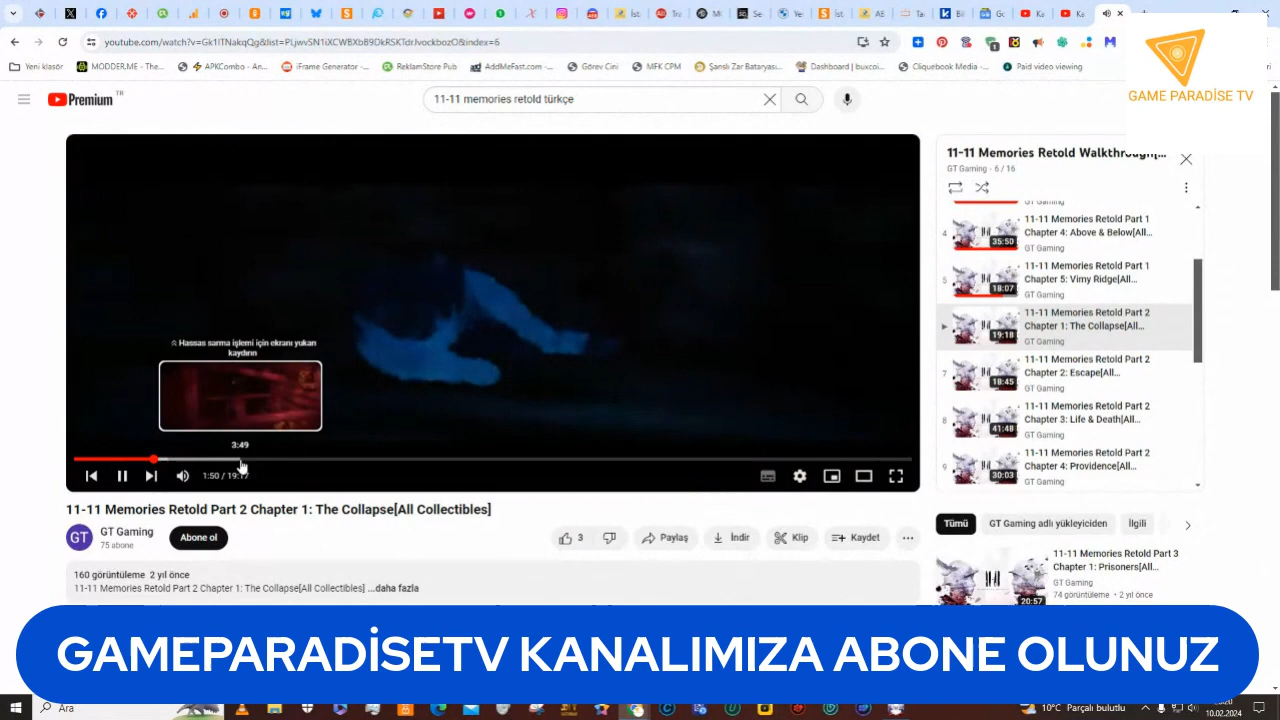 youtube.com/watch?v=Gk1ITNakqQg&list=PLjwvSN1iXCWBXb89DkRSKTdrJvockbozO&index=6
Yeni klasör
MODDER.ME - The...
APKCombo - An...
iFrame Generator -...
ReklamStore Pub
AddMeFast.com -...
Görev Cini
MFK CPM
Şanslı Zar Bataryası...
Dashboard | buxcoi...
Cliquebook Media -...
Paid video viewing
GAME PARADİSE TV
Premium TR
11-11 memories retold türkçe
11-11 Memories Retold Walkthroug[...
GT Gaming - 6 / 16
GT Gaming
4
11-11 Memories Retold Part 1
Chapter 4: Above & Below[All...
GT Gaming
35:50
5
11-11 Memories Retold Part 1
Chapter 5: Vimy Ridge[All...
GT Gaming
18:07
11-11 Memories Retold Part 2
Chapter 1: The Collapse[All...
GT Gaming
19:18
7
11-11 Memories Retold Part 2
Chapter 2: Escape[All...
GT Gaming
18:45
8
11-11 Memories Retold Part 2
Chapter 3: Life & Death[All...
GT Gaming
41:48
9
11-11 Memories Retold Part 2
Chapter 4: Providence[All...
GT Gaming
30:03
Hassas sarma işlemi için ekranı yukarı
kaydırın
3:49
1:50 / 19:17
11-11 Memories Retold Part 2 Chapter 1: The Collapse[All Collectibles]
GT
GT Gaming
75 abone
Abone ol
3
Paylaş
İndir
Klip
Kaydet
160 görüntüleme 2 yıl önce
11-11 Memories Retold Part 2 Chapter 1: The Collapse[All Collectibles] ...daha fazla
Tümü
GT Gaming adlı yükleyiciden
İlgili
11-11 Memories Retold Part 3
Chapter 1: Prisoners[All...
GT Gaming
74 görüntüleme • 2 yıl önce
20:57
GAMEPARADİSETV KANALIMIZA ABONE OLUNUZ
Ara
10°C Parçalı bulutlu
10.02.2024